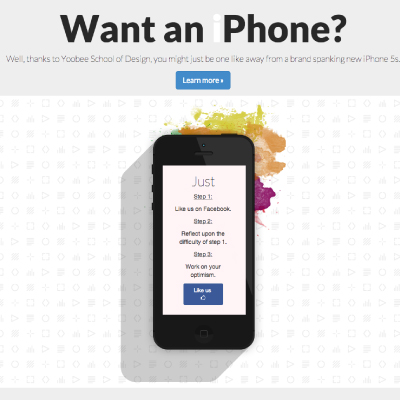 Want an iPhone?
Well, thanks to Yoobee School of Design, you might just be one like away from a brand spanking new iPhone 5s.
Learn more »
Just
Step 1:
Like us on Facebook.
Step 2:
Reflect upon the
difficulty of step 1.
Step 3:
Work on your
optimism.
Like us